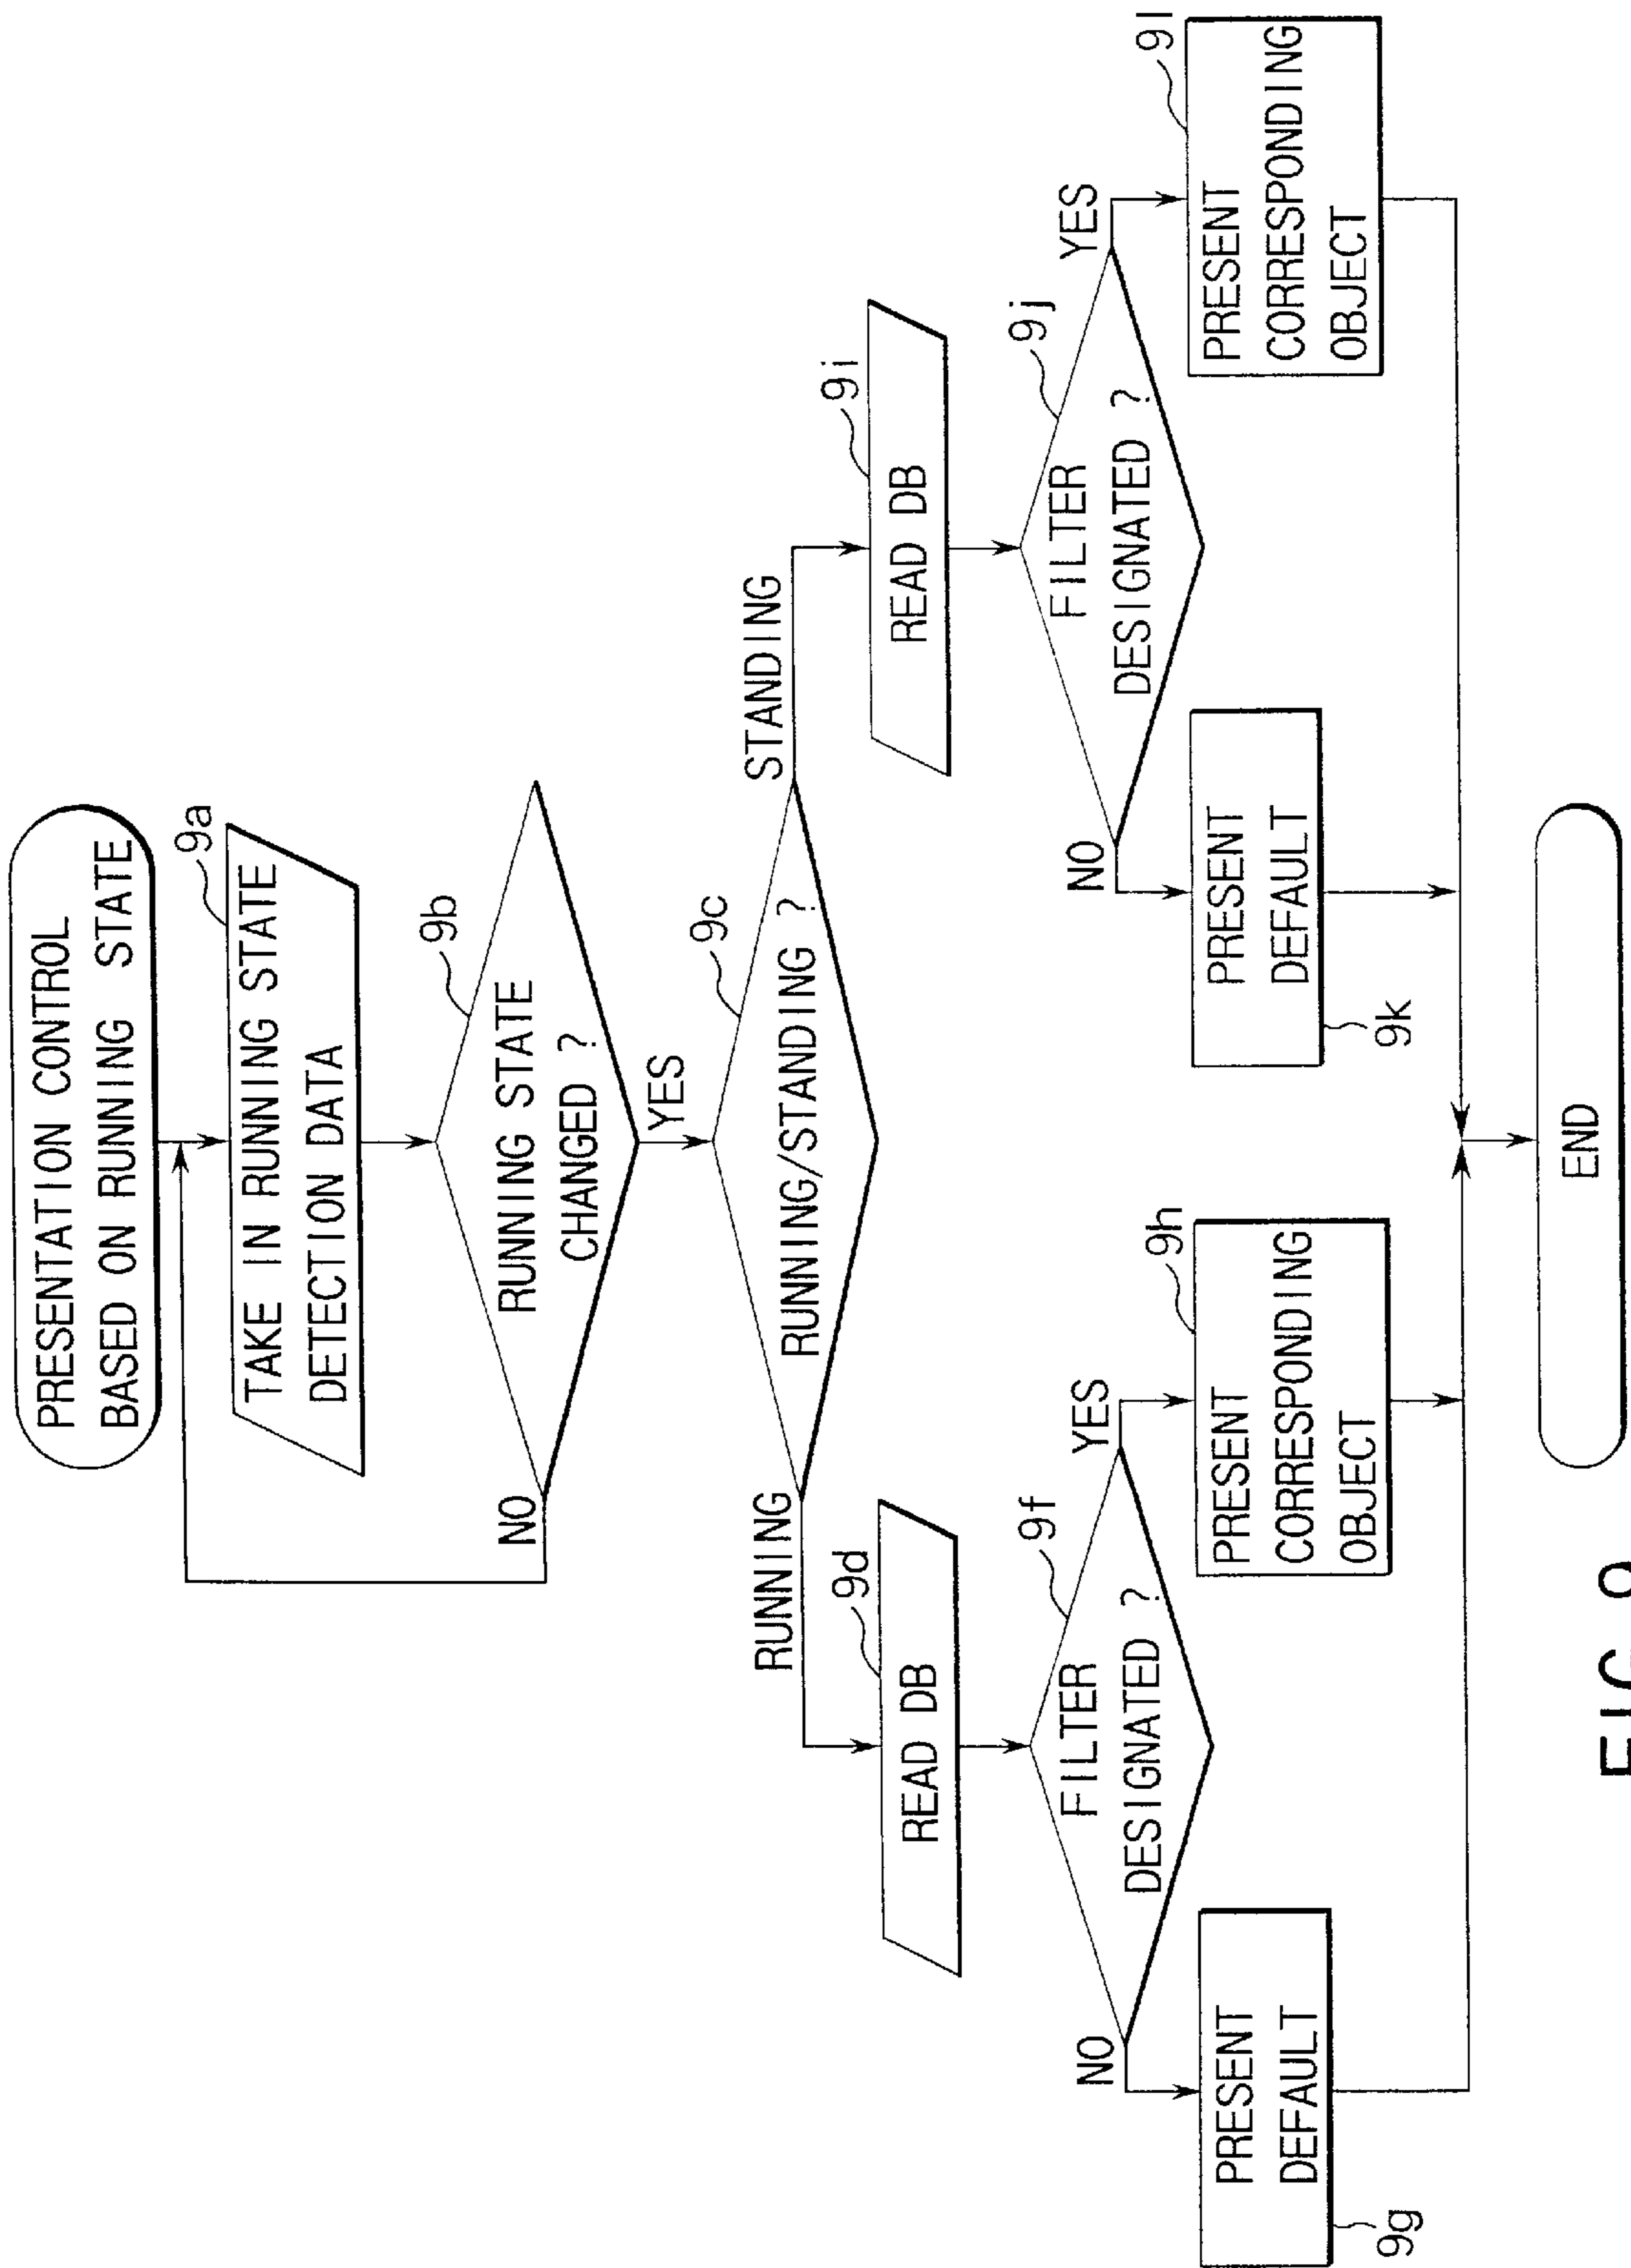 PRESENTATION CONTROL
BASED ON RUNNING STATE
9a
TAKE IN RUNNING STATE
DETECTION DATA
9b
RUNNING STATE
CHANGED ?
NO
YES
9c
RUNNING/STANDING ?
RUNNING
STANDING
9d
READ DB
9i
READ DB
9f
FILTER
DESIGNATED ?
NO
YES
9j
FILTER
DESIGNATED ?
NO
YES
PRESENT
DEFAULT
9g
9h
PRESENT
CORRESPONDING
OBJECT
PRESENT
DEFAULT
9k
9l
PRESENT
CORRESPONDING
OBJECT
END
FIG. 9